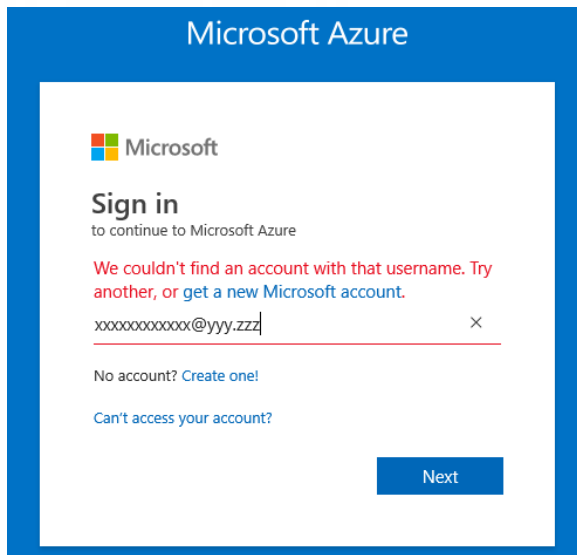 Microsoft Azure
Microsoft
Sign in
to continue to Microsoft Azure
We couldn't find an account with that username. Try
another, or get a new Microsoft account.
xxxxxxxxxxxx@yyy.zzz
No account? Create one!
Can't access your account?
Next